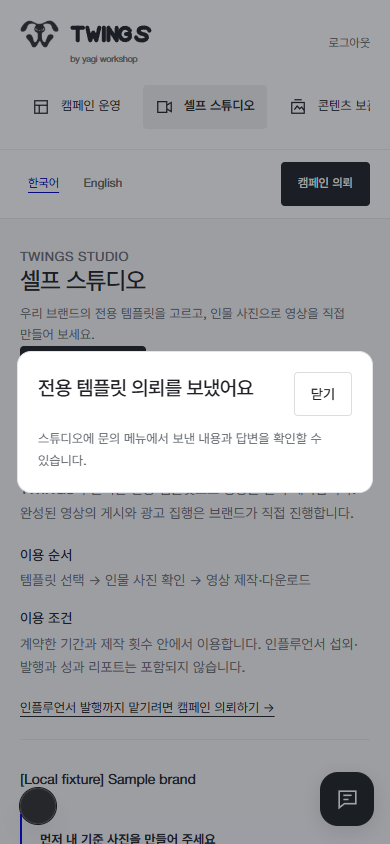 TWINGS
by yagi workshop
로그아웃
캠페인 운영
셀프 스튜디오
콘텐츠 보관
한국어
English
캠페인 의뢰
TWINGS STUDIO
셀프 스튜디오
우리 브랜드의 전용 템플릿을 고르고, 인물 사진으로 영상을 직접
만들어 보세요.
전용 템플릿 의뢰를 보냈어요
닫기
스튜디오에 문의 메뉴에서 보낸 내용과 답변을 확인할 수
있습니다.
완성된 영상의 게시와 광고 집행은 브랜드가 직접 진행합니다.
이용 순서
템플릿 선택 → 인물 사진 확인 → 영상 제작·다운로드
이용 조건
계약한 기간과 제작 횟수 안에서 이용합니다. 인플루언서 섭외·
발행과 성과 리포트는 포함되지 않습니다.
인플루언서 발행까지 맡기려면 캠페인 의뢰하기 →
[Local fixture] Sample brand
먼저 내 기준 사진을 만들어 주세요